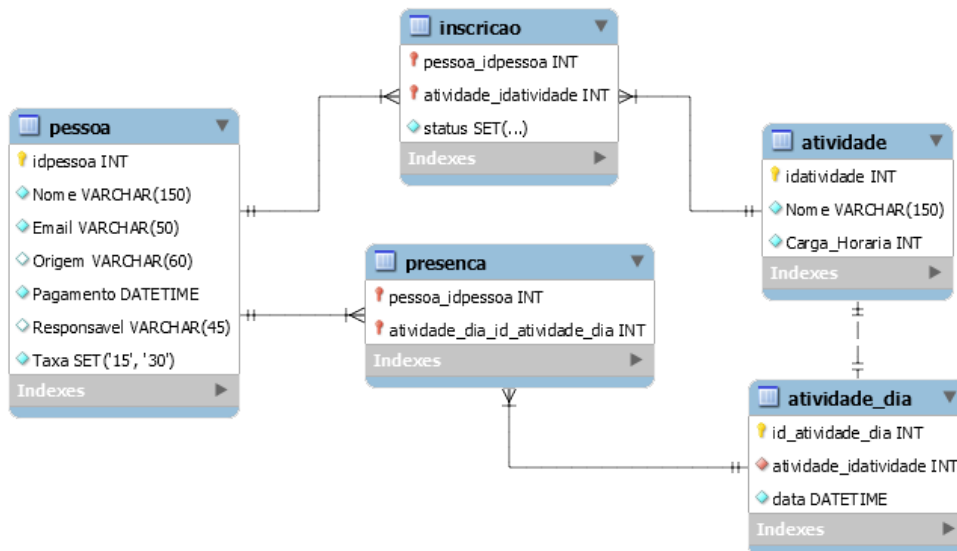 inscricao
pessoa_idpessoa INT
atividade_idatividade INT
status SET(...)
Indexes
pessoa
idpessoa INT
Nome VARCHAR(150)
Email VARCHAR(50)
Origem VARCHAR(60)
Pagamento DATETIME
Responsavel VARCHAR(45)
Taxa SET('15', '30')
Indexes
atividade
idatividade INT
Nome VARCHAR(150)
Carga_Horaria INT
Indexes
presenca
pessoa_idpessoa INT
atividade_dia_id_atividade_dia INT
Indexes
atividade_dia
id_atividade_dia INT
atividade_idatividade INT
data DATETIME
Indexes